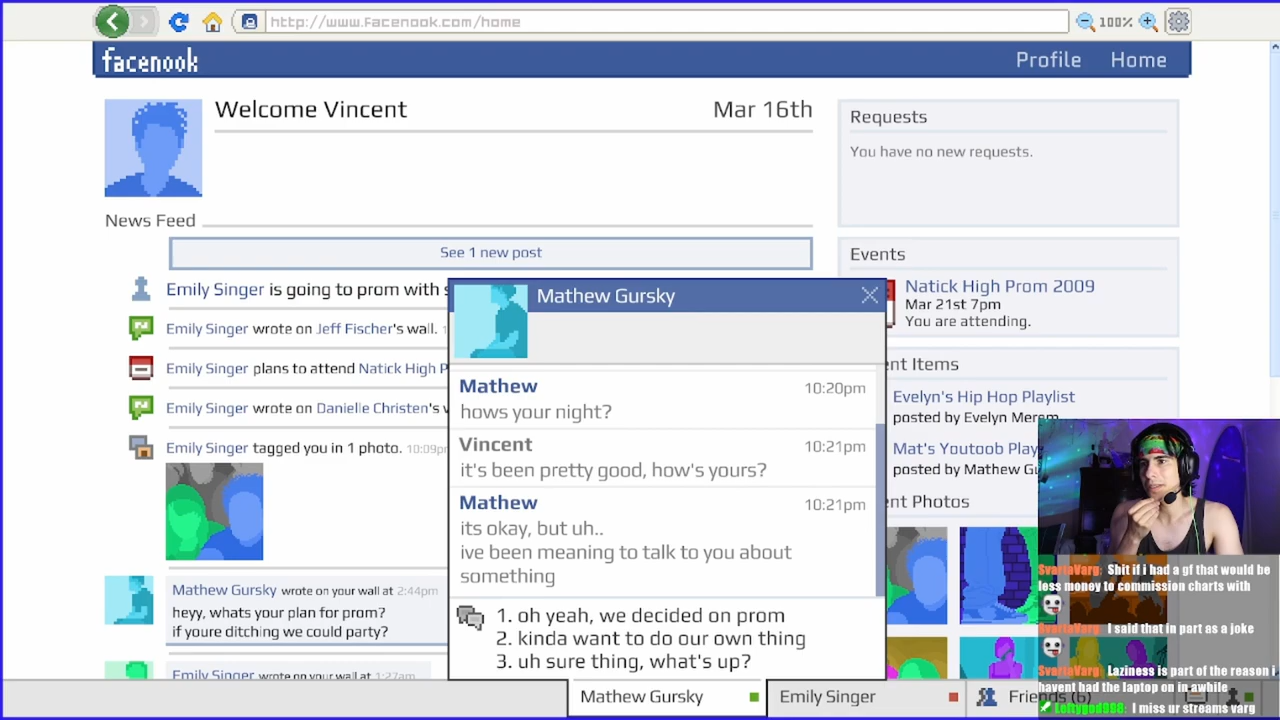 http://www.facenook.com/home
100%
facenook
Profile Home
Welcome Vincent
Mar 16th
Requests
You have no new requests.
News Feed
See 1 new post
Events
Natick High Prom 2009
Mar 21st 7pm
You are attending.
Emily Singer is going to prom with s
Emily Singer wrote on Jeff Fischer's wall.
Emily Singer plans to attend Natick High P
Emily Singer wrote on Danielle Christen's w
Emily Singer tagged you in 1 photo. 10:09pm
Mathew Gursky wrote on your wall at 2:44pm
heyy, whats your plan for prom?
if youre ditching we could party?
Emily Singer wrote on your wall at 1:27am
Mathew Gursky
Mathew 10:20pm
hows your night?
Vincent 10:21pm
it's been pretty good, how's yours?
Mathew 10:21pm
its okay, but uh..
ive been meaning to talk to you about
something
1. oh yeah, we decided on prom
2. kinda want to do our own thing
3. uh sure thing, what's up?
ent Items
Evelyn's Hip Hop Playlist
posted by Evelyn Merem
Mat's Youtoob Play
posted by Mathew Gu
ent Photos
SvarraVarg: Shit if i had a gf that would be
less money to commission charts with
SvarraVarg: I said that in part as a joke
SvarraVarg: Laziness is part of the reason i
havent had the laptop on in awhile
Leftygod998: I miss ur streams varg
Mathew Gursky
Emily Singer
Friends (6)